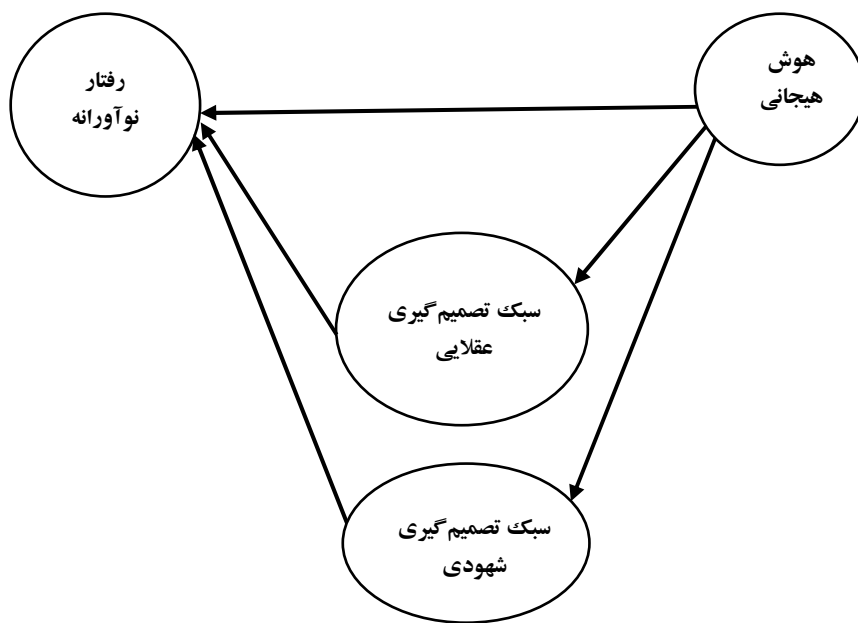 هوش
هیجانی
رفتار
نوآورانه
سبک تصمیم‌گیری
عقلایی
سبک تصمیم‌گیری
شهودی